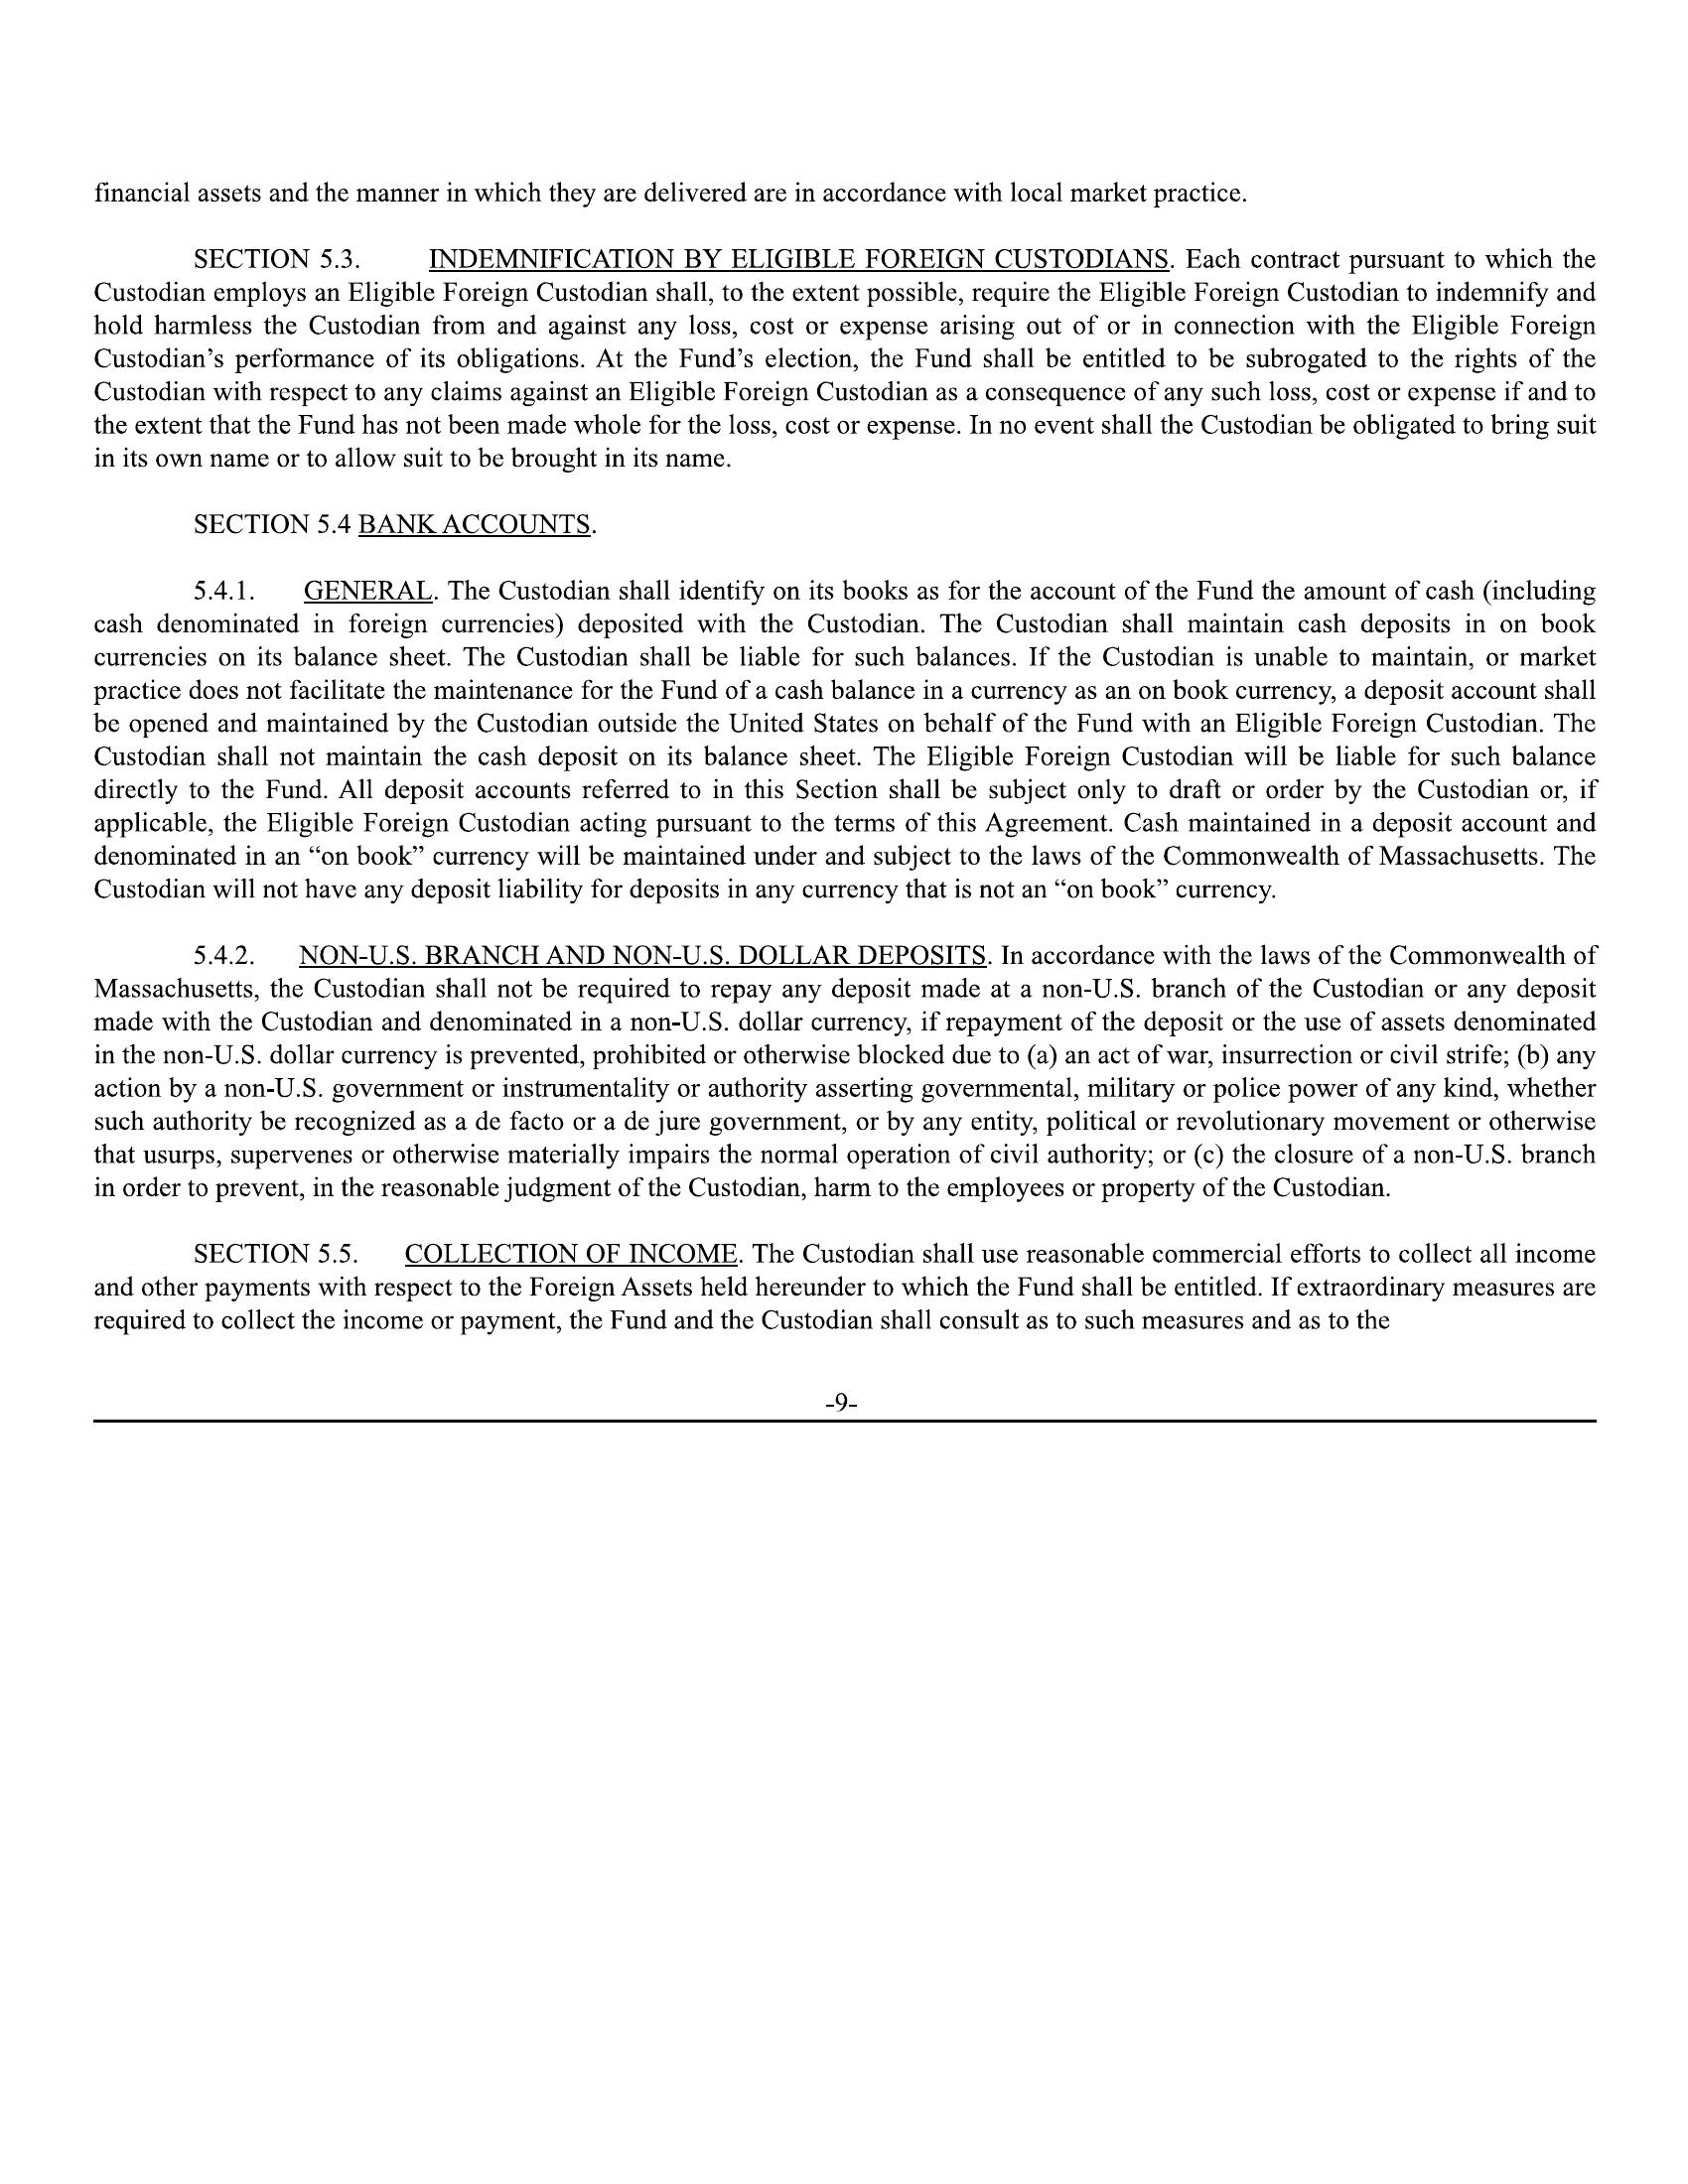 financial assets and the manner in which they are delivered are in accordance with local market practice.
SECTION 5.3. INDEMNIFICATION BY ELIGIBLE FOREIGN CUSTODIANS. Each contract pursuant to which the
Custodian employs an Eligible Foreign Custodian shall, to the extent possible, require the Eligible Foreign Custodian to indemnify and
hold harmless the Custodian from and against any loss, cost or expense arising out of or in connection with the Eligible Foreign
Custodian’s performance of its obligations. At the Fund’s election, the Fund shall be entitled to be subrogated to the rights of the
Custodian with respect to any claims against an Eligible Foreign Custodian as a consequence of any such loss, cost or expense if and to
the extent that the Fund has not been made whole for the loss, cost or expense. In no event shall the Custodian be obligated to bring suit
in its own name or to allow suit to be brought in its name.
SECTION 5.4 BANK ACCOUNTS.
5.4.1. GENERAL. The Custodian shall identify on its books as for the account of the Fund the amount of cash (including
cash denominated in foreign currencies) deposited with the Custodian. The Custodian shall maintain cash deposits in on book
currencies on its balance sheet. The Custodian shall be liable for such balances. If the Custodian is unable to maintain, or market
practice does not facilitate the maintenance for the Fund of a cash balance in a currency as an on book currency, a deposit account shall
be opened and maintained by the Custodian outside the United States on behalf of the Fund with an Eligible Foreign Custodian. The
Custodian shall not maintain the cash deposit on its balance sheet. The Eligible Foreign Custodian will be liable for such balance
directly to the Fund. All deposit accounts referred to in this Section shall be subject only to draft or order by the Custodian or, if
applicable, the Eligible Foreign Custodian acting pursuant to the terms of this Agreement. Cash maintained in a deposit account and
denominated in an “on book” currency will be maintained under and subject to the laws of the Commonwealth of Massachusetts. The
Custodian will not have any deposit liability for deposits in any currency that is not an “on book” currency.
5.4.2. NON-U.S. BRANCH AND NON-U.S. DOLLAR DEPOSITS. In accordance with the laws of the Commonwealth of
Massachusetts, the Custodian shall not be required to repay any deposit made at a non-U.S. branch of the Custodian or any deposit
made with the Custodian and denominated in a non-U.S. dollar currency, if repayment of the deposit or the use of assets denominated
in the non-U.S. dollar currency is prevented, prohibited or otherwise blocked due to (a) an act of war, insurrection or civil strife; (b) any
action by a non-U.S. government or instrumentality or authority asserting governmental, military or police power of any kind, whether
such authority be recognized as a de facto or a de jure government, or by any entity, political or revolutionary movement or otherwise
that usurps, supervenes or otherwise materially impairs the normal operation of civil authority; or (c) the closure of a non-U.S. branch
in order to prevent, in the reasonable judgment of the Custodian, harm to the employees or property of the Custodian.
SECTION 5.5. COLLECTION OF INCOME. The Custodian shall use reasonable commercial efforts to collect all income
and other payments with respect to the Foreign Assets held hereunder to which the Fund shall be entitled. If extraordinary measures are
required to collect the income or payment, the Fund and the Custodian shall consult as to such measures and as to the
-9-